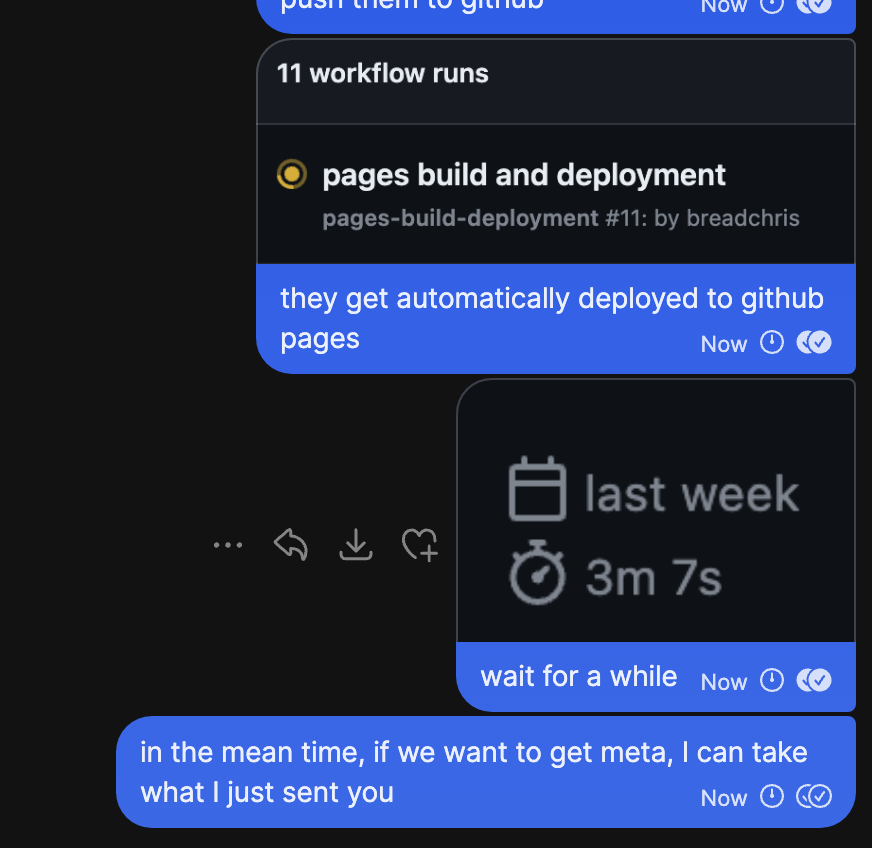 push them to github
Now
11 workflow runs
pages build and deployment
pages-build-deployment #11: by breadchris
they get automatically deployed to github
pages
Now
last week
3m 7s
wait for a while
Now
in the mean time, if we want to get meta, I can take
what I just sent you
Now